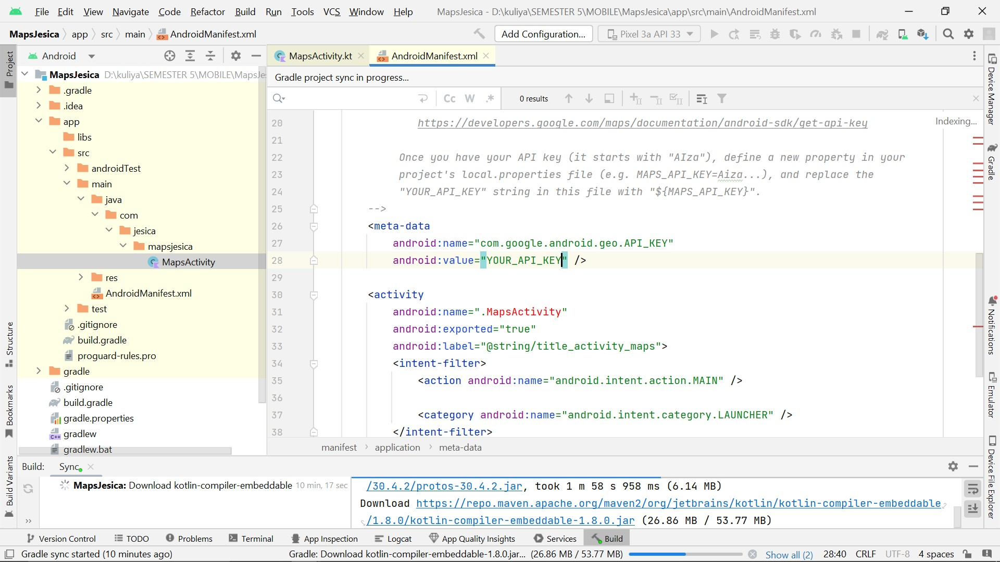 File Edit View Navigate Code Refactor Build Run Tools VCS Window Help MapsJesica - D:\kuliya\SEMESTER 5\MOBILE\MapsJesica\app\src\main\AndroidManifest.xml
MapsJesica app src main AndroidManifest.xml Add Configuration... Pixel 3a API 33
Project
Android
MapsActivity.kt AndroidManifest.xml
MapsJesica D:\kuliya\SEMESTER 5\MOBILE\MapsJe
Gradle project sync in progress...
.gradle
.idea
app
libs
src
androidTest
main
java
com
jesica
mapsjesica
MapsActivity
res
AndroidManifest.xml
test
.gitignore
build.gradle
proguard-rules.pro
gradle
.gitignore
build.gradle
gradle.properties
gradlew
gradlew.bat
Structure
Bookmarks
Build Variants
Cc W .* 0 results
Indexing...
20 https://developers.google.com/maps/documentation/android-sdk/get-api-key
21
22 Once you have your API key (it starts with "AIza"), define a new property in your
23 project's local.properties file (e.g. MAPS_API_KEY=Aiza...), and replace the
24 "YOUR_API_KEY" string in this file with "${MAPS_API_KEY}".
25 -->
26 <meta-data
27 android:name="com.google.android.geo.API_KEY"
28 android:value="YOUR_API_KEY" />
29
30 <activity
31 android:name=".MapsActivity"
32 android:exported="true"
33 android:label="@string/title_activity_maps">
34 <intent-filter>
35 <action android:name="android.intent.action.MAIN" />
36
37 <category android:name="android.intent.category.LAUNCHER" />
38 </intent-filter>
manifest application meta-data
Device Manager
Gradle
Notifications
Emulator
Device File Explorer
Build: Sync
MapsJesica: Download kotlin-compiler-embeddable 10 min, 17 sec
/30.4.2/protos-30.4.2.jar, took 1 m 58 s 958 ms (6.14 MB)
Download https://repo.maven.apache.org/maven2/org/jetbrains/kotlin/kotlin-compiler-embeddable
/1.8.0/kotlin-compiler-embeddable-1.8.0.jar (26.86 MB / 53.77 MB)
Version Control TODO Problems Terminal App Inspection Logcat App Quality Insights Services Build
Gradle sync started (10 minutes ago) Gradle: Download kotlin-compiler-embeddable-1.8.0.jar... (26.86 MB / 53.77 MB) Show all (2) 28:40 CRLF UTF-8 4 spaces